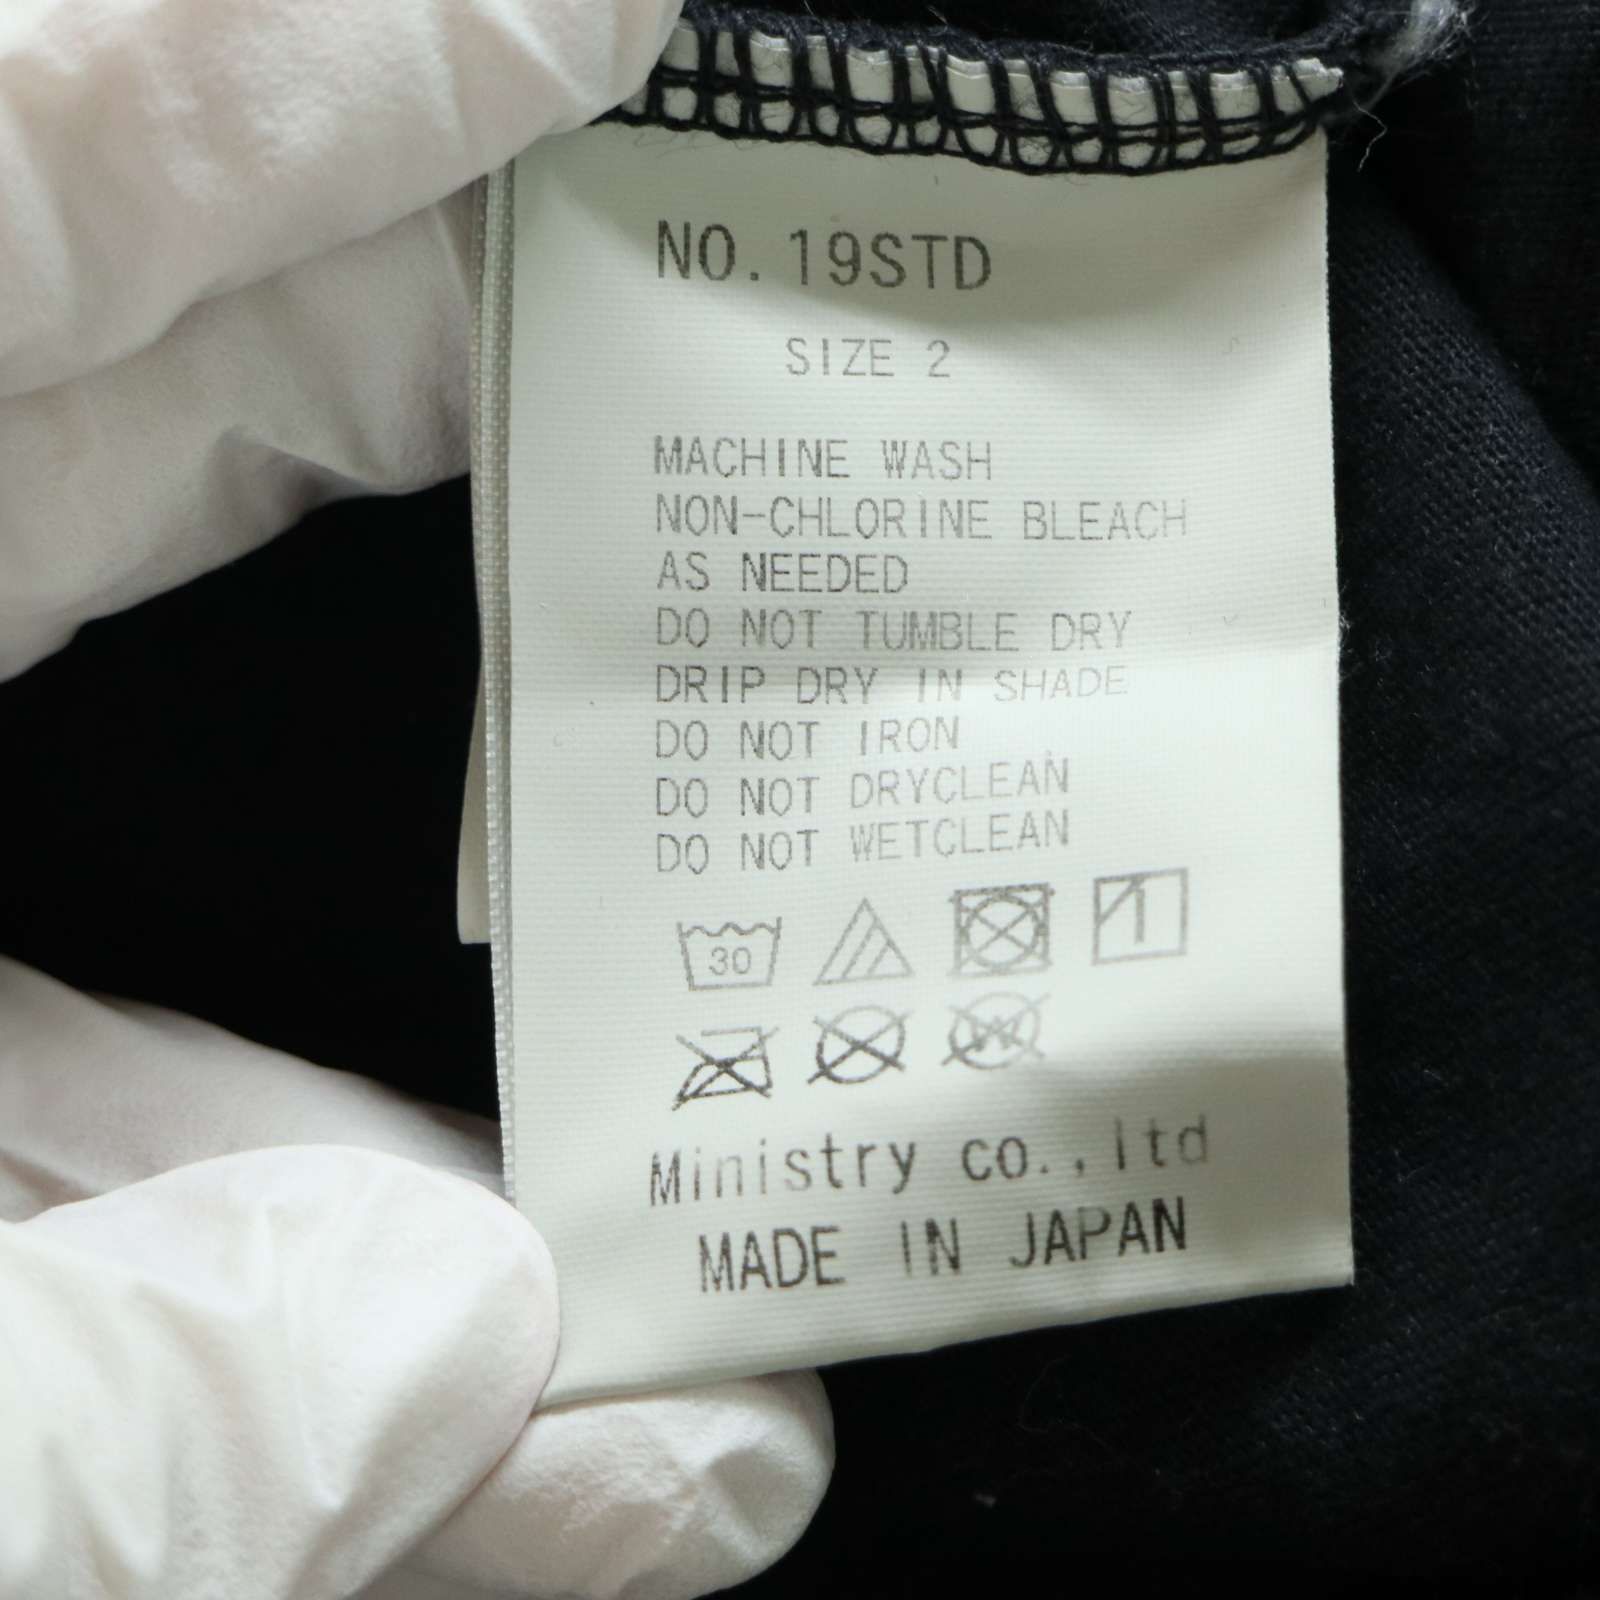 NO. 19STD
SIZE 2
MACHINE WASH
NON-CHLORINE BLEACH
AS NEEDED
DO NOT TUMBLE DRY
DRIP DRY IN SHADE
DO NOT IRON
DO NOT DRYCLEAN
DO NOT WETCLEAN
30
W
Ministry co.,ltd
MADE IN JAPAN